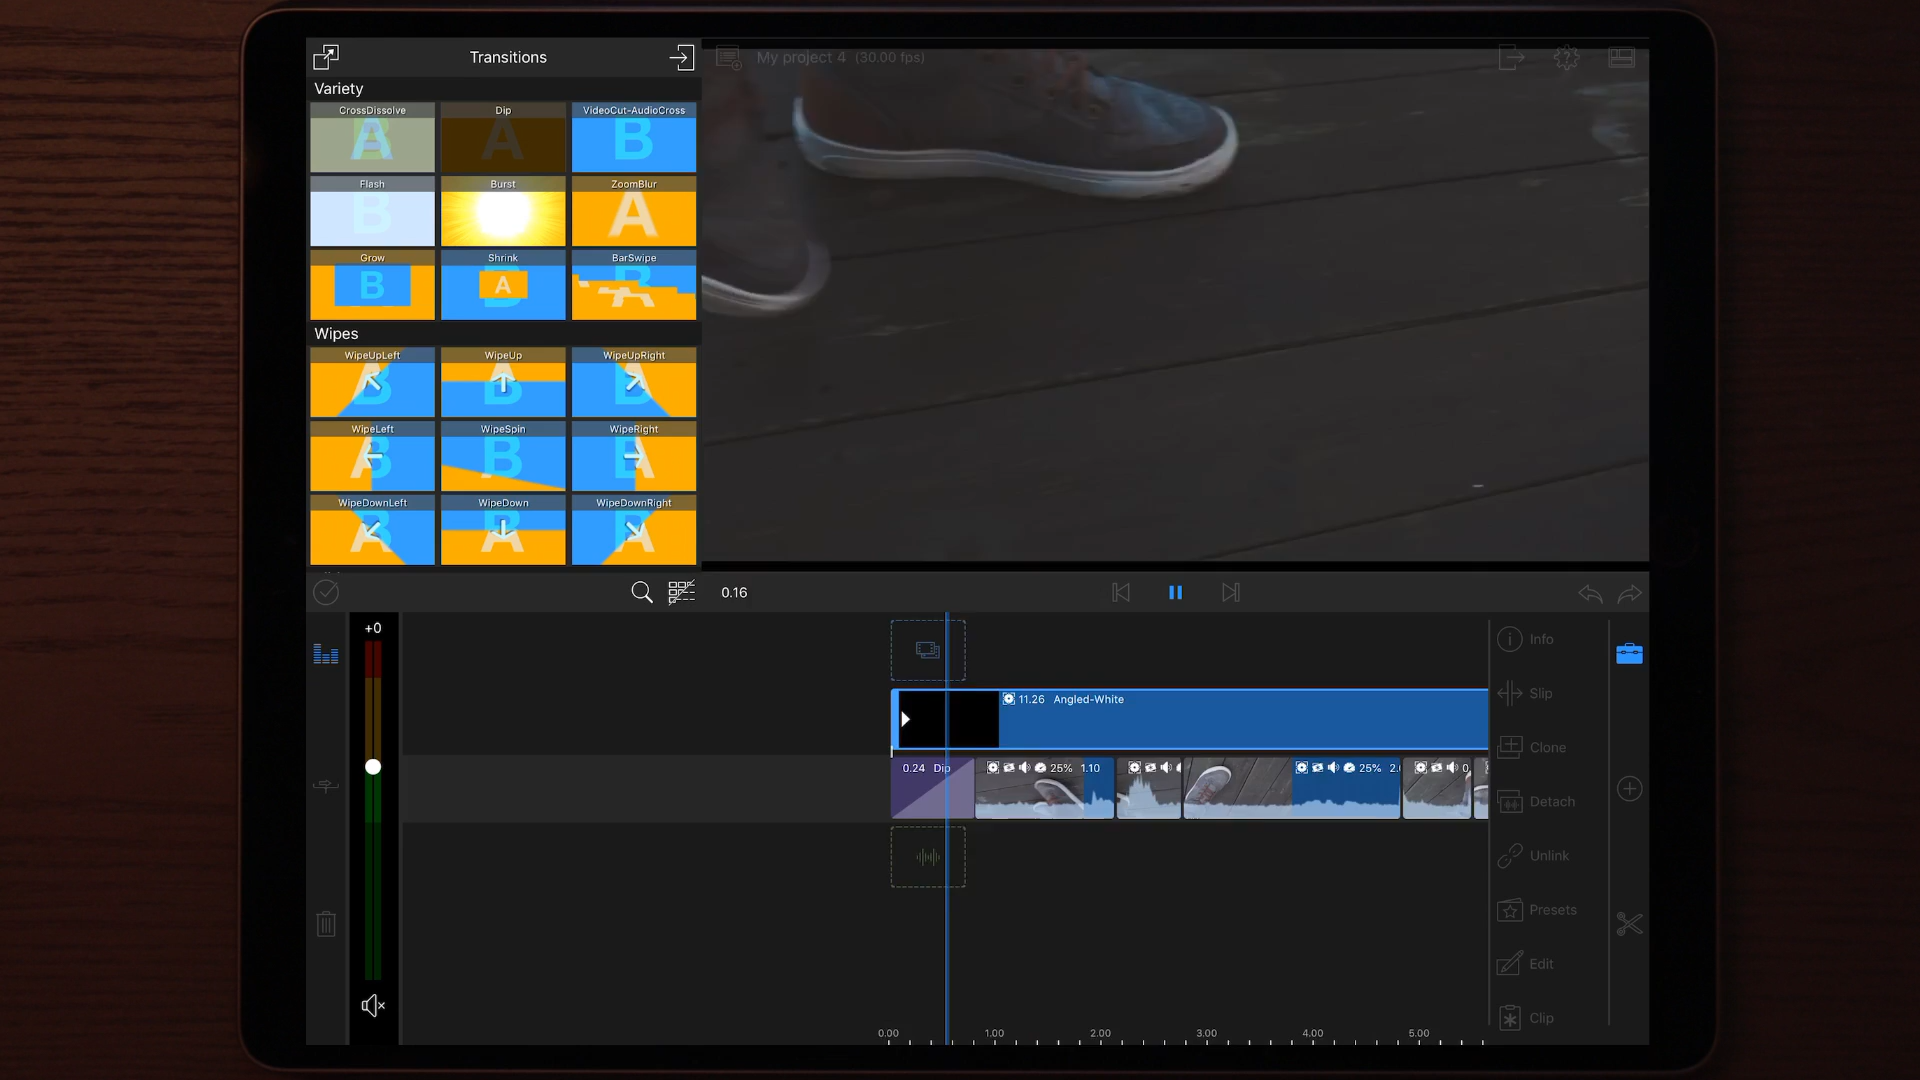 Transitions
My project 4 (30.00 fps)
Variety
CrossDissolve
Dip
VideoCut-AudioCross
A
A
B
Flash
Burst
ZoomBlur
B
A
Grow
Shrink
BarSwipe
B
A
B
A
Wipes
WipeUpLeft
WipeUp
WipeUpRight
B
A
B
A
WipeLeft
WipeSpin
WipeRight
A
B
B
B
A
WipeDownLeft
WipeDown
WipeDownRight
B
A
B
A
B
A
0.16
+0
Info
11.26 Angled-White
Slip
Clone
0.24 Dip
25% 1.10
25% 2.
0
Detach
Unlink
Presets
Edit
Clip
0.00
1.00
2.00
3.00
4.00
5.00